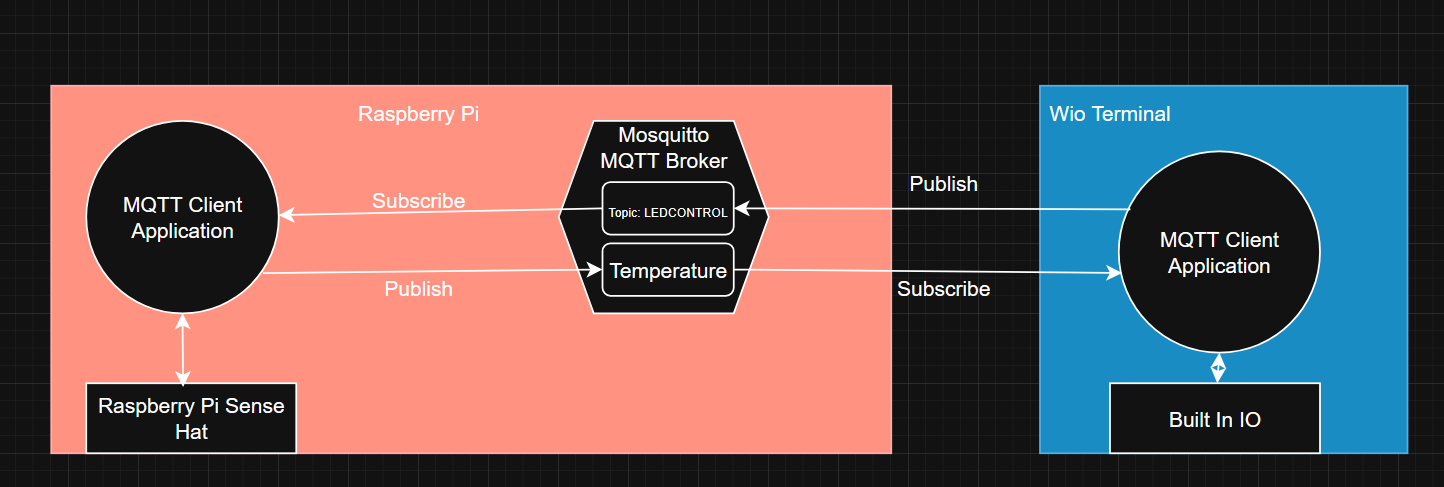 Raspberry Pi
Wio Terminal
Mosquitto
MQTT Broker
MQTT Client
Application
Subscribe
Topic: LEDCONTROL
Publish
MQTT Client
Application
Publish
Temperature
Subscribe
Raspberry Pi Sense
Hat
Built In IO